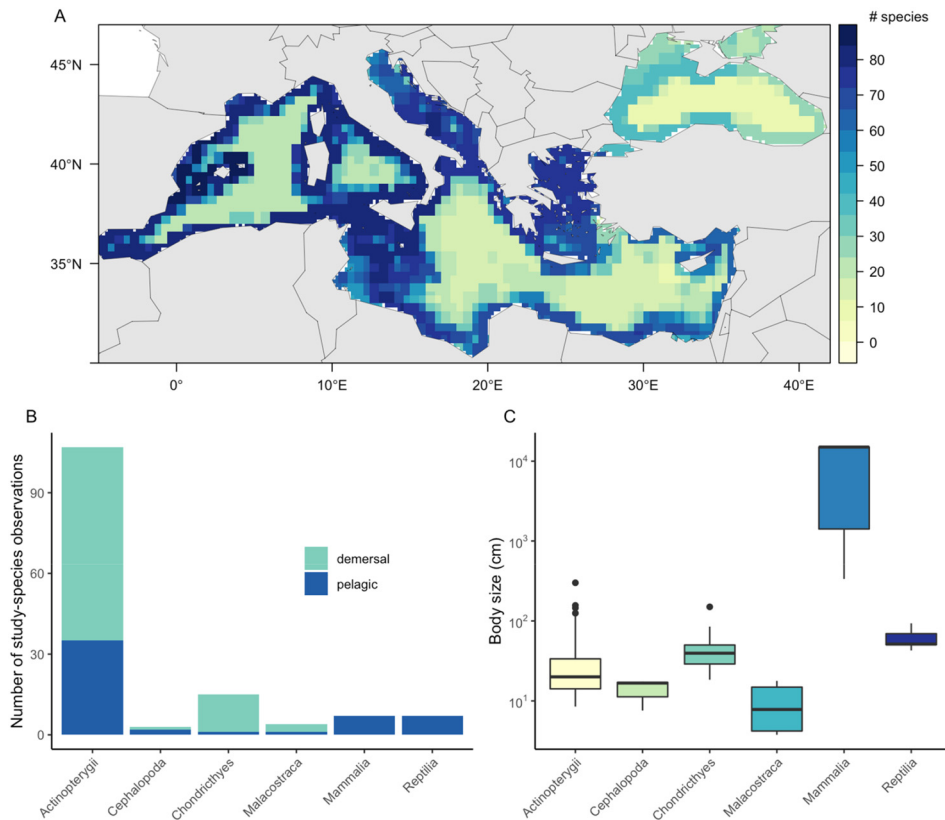 A
# species
45°N
40°N
35°N
80
70
60
50
40
30
20
10
0
0°
10°E
20°E
30°E
40°E
B
Number of study-species observations
90
60
30
0
demersal
pelagic
Actinopterygii
Cephalopoda
Chondricthyes
Malacostraca
Mammalia
Reptilia
C
Body size (cm)
10⁴
10³
10²
10¹
Actinopterygii
Cephalopoda
Chondricthyes
Malacostraca
Mammalia
Reptilia